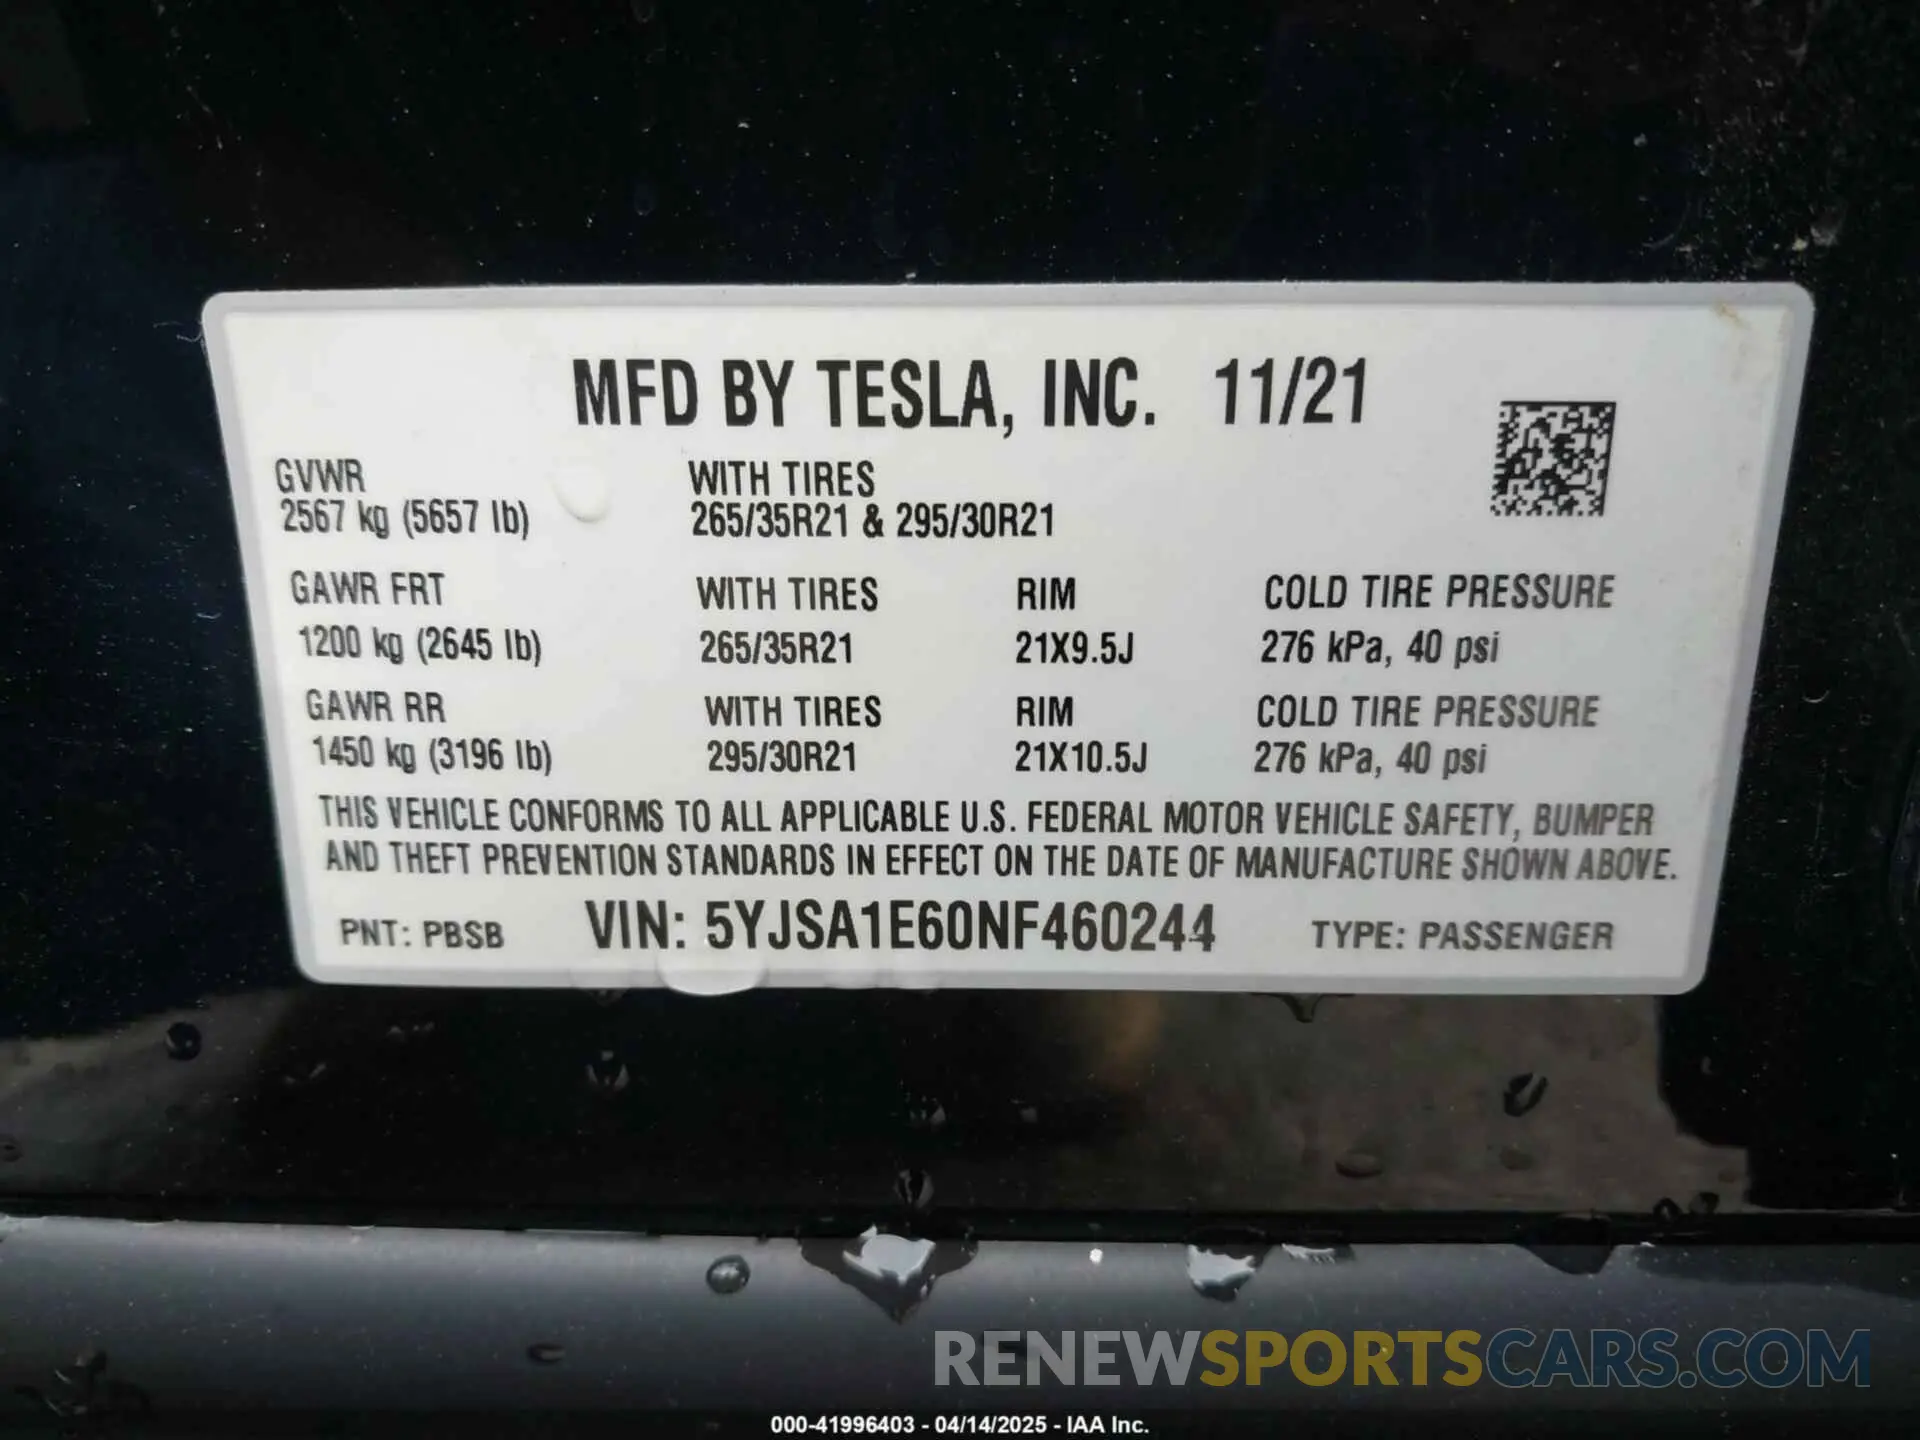 MFD BY TESLA, INC. 11/21
GVWR WITH TIRES
2567 kg (5657 lb) 265/35R21 & 295/30R21
GAWR FRT WITH TIRES RIM COLD TIRE PRESSURE
1200 kg (2645 lb) 265/35R21 21X9.5J 276 kPa, 40 psi
GAWR RR WITH TIRES RIM COLD TIRE PRESSURE
1450 kg (3196 lb) 295/30R21 21X10.5J 276 kPa, 40 psi
THIS VEHICLE CONFORMS TO ALL APPLICABLE U.S. FEDERAL MOTOR VEHICLE SAFETY, BUMPER
AND THEFT PREVENTION STANDARDS IN EFFECT ON THE DATE OF MANUFACTURE SHOWN ABOVE.
PNT: PBSB VIN: 5YJSA1E60NF460244 TYPE: PASSENGER
RENEWSPORTSCARS.COM
000-41996403 - 04/14/2025 - IAA Inc.